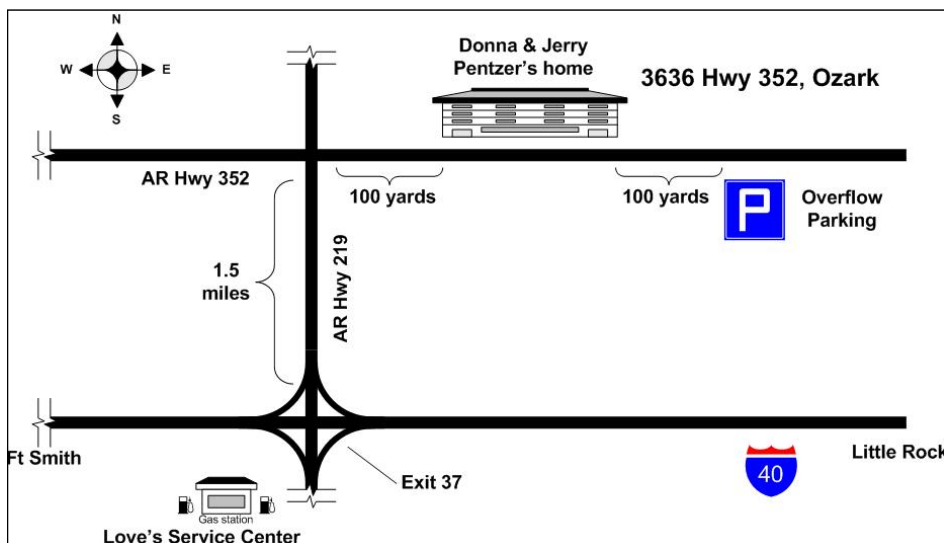 N
W
E
S
Donna & Jerry
Pentzer's home
3636 Hwy 352, Ozark
AR Hwy 352
100 yards
100 yards
P
Overflow
Parking
1.5
miles
AR Hwy 219
Ft Smith
Little Rock
Exit 37
40
Gas station
Love's Service Center